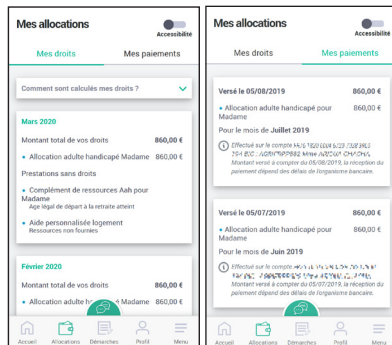 Mes allocations
Accessibilité
Mes droits
Mes paiements
Comment sont calculés mes droits ?
Mars 2020
Montant total de vos droits 860,00 €
• Allocation adulte handicapé Madame 860,00 €
Prestations sans droits
• Complément de ressources Aah pour
Madame
Age légal de départ à la retraite atteint
• Aide personnalisée logement
Ressources non fournies
Février 2020
Montant total de vos droits 860,00 €
• Allocation adulte Madame 860,00 €
Accueil
Allocations
Démarches
Profil
Menu
Mes allocations
Accessibilité
Mes droits
Mes paiements
Versé le 05/08/2019 860,00 €
• Allocation adulte handicapé pour 860,00 €
Madame
Pour le mois de Juillet 2019
Effectué sur le compte
Montant versé à compter du 05/08/2019, la réception du
paiement dépend des délais de l'organisme bancaire.
Versé le 05/07/2019 860,00 €
• Allocation adulte handicapé pour 860,00 €
Madame
Pour le mois de Juin 2019
Effectué sur le compte
Montant versé à compter du 05/07/2019, la réception du
paiement dépend des délais de l'organisme bancaire.
Accueil
Allocations
Démarches
Profil
Menu